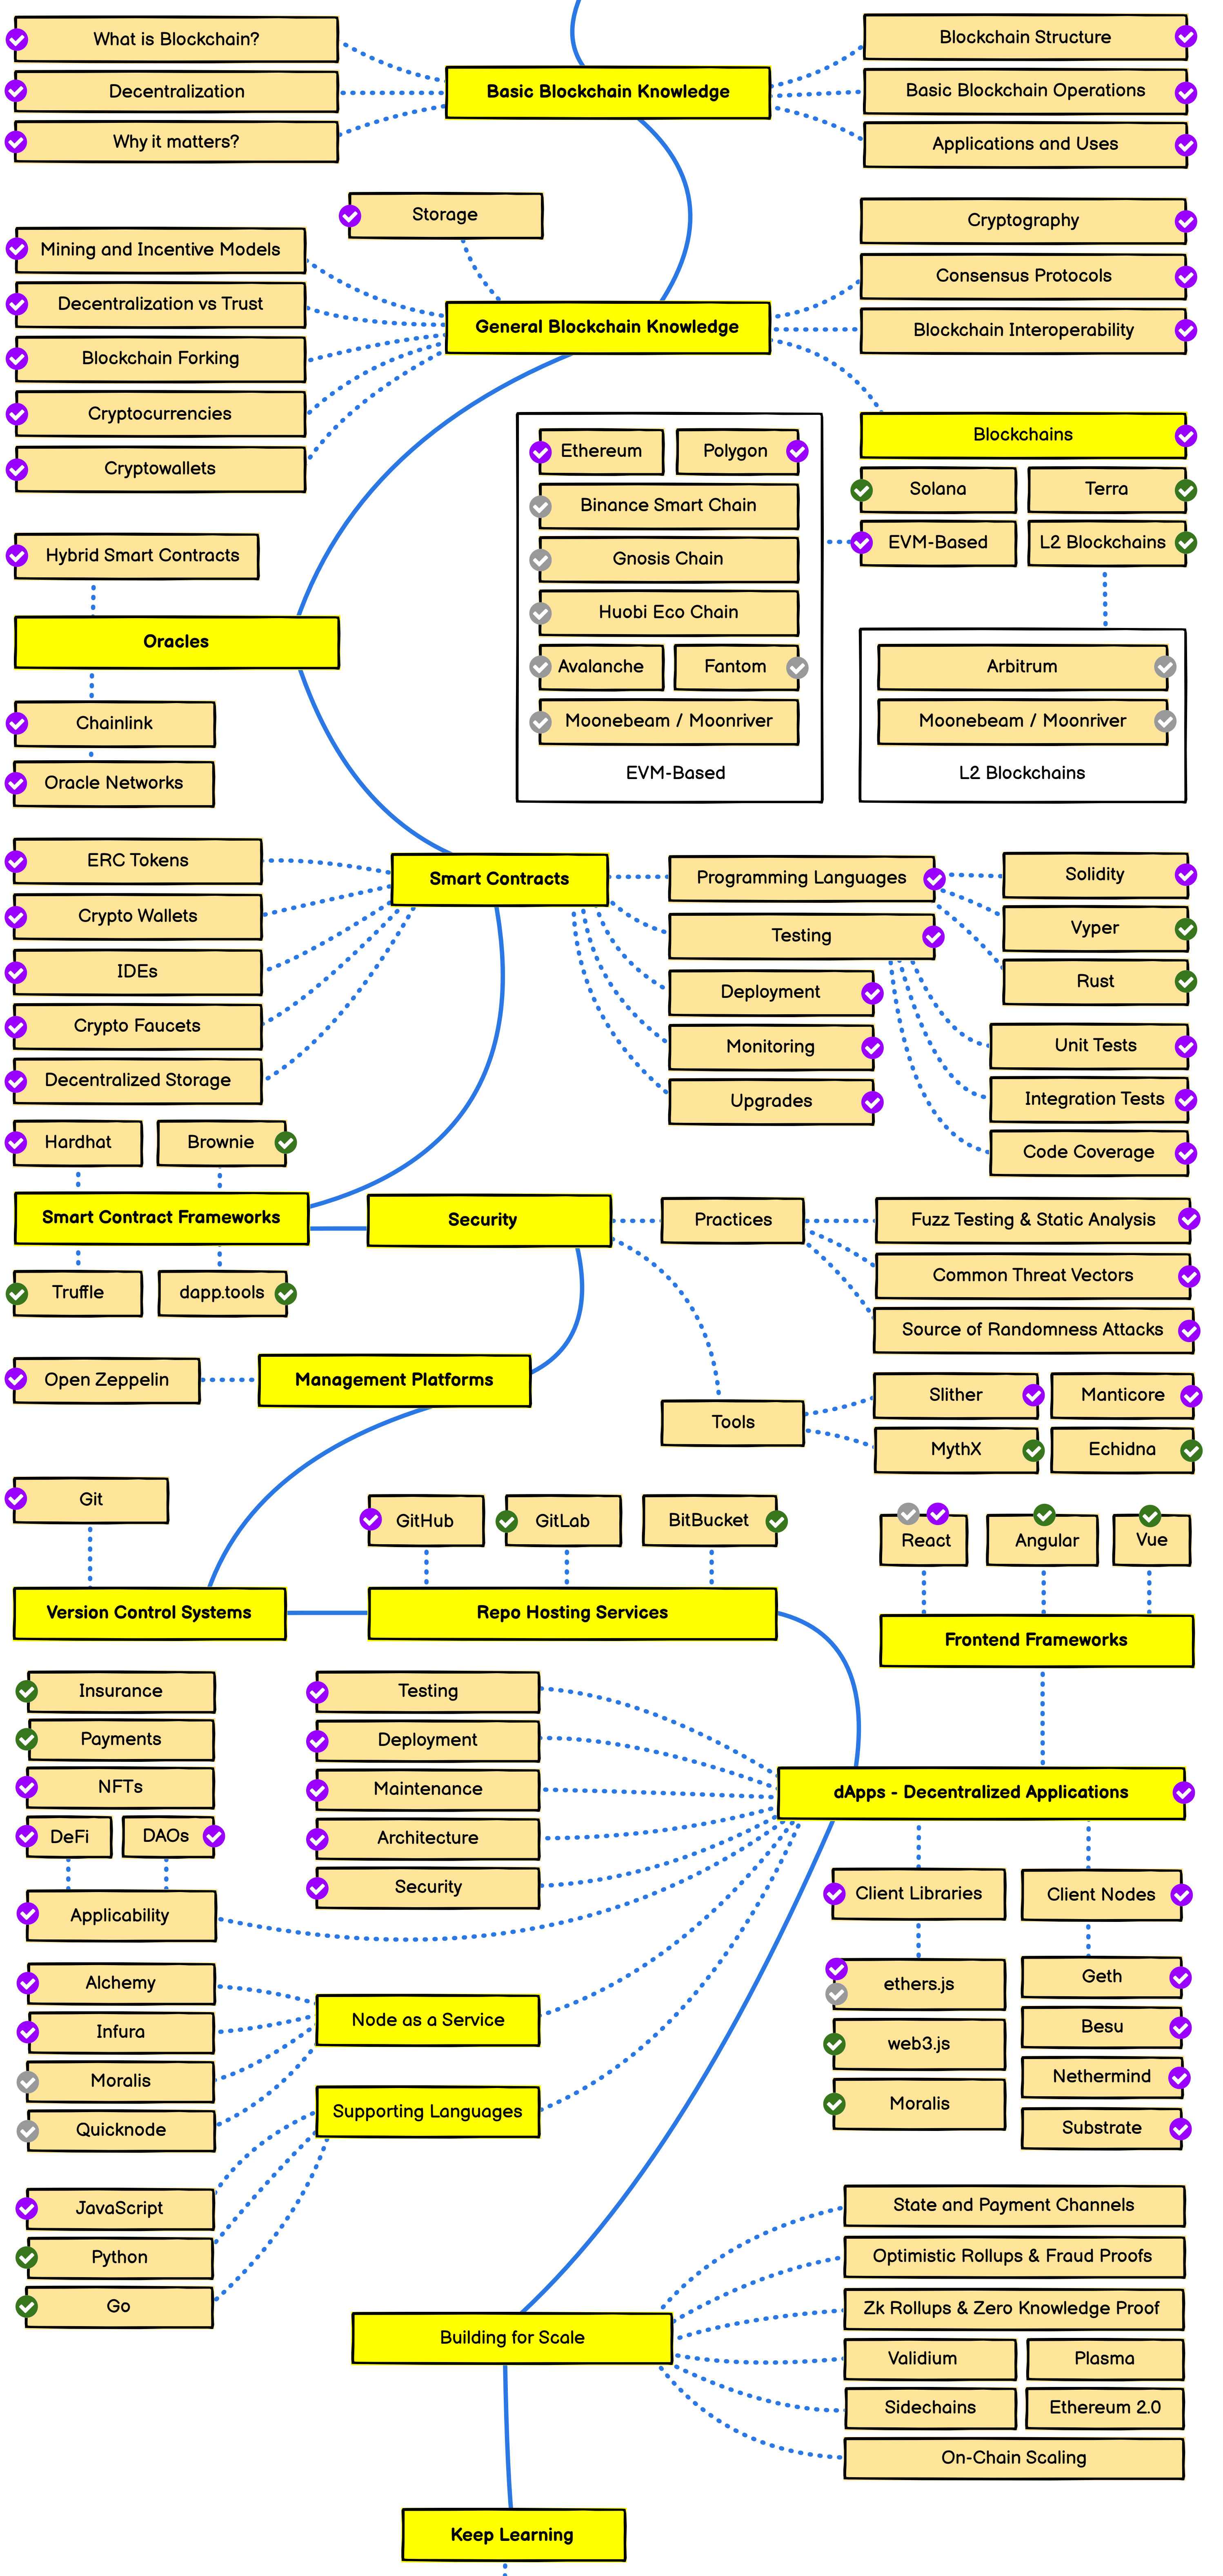 What is Blockchain?
Decentralization
Why it matters?
Basic Blockchain Knowledge
Blockchain Structure
Basic Blockchain Operations
Applications and Uses
Storage
Mining and Incentive Models
Decentralization vs Trust
Blockchain Forking
Cryptocurrencies
Cryptowallets
General Blockchain Knowledge
Cryptography
Consensus Protocols
Blockchain Interoperability
Blockchains
Solana
Terra
EVM-Based
L2 Blockchains
Ethereum
Polygon
Binance Smart Chain
Gnosis Chain
Huobi Eco Chain
Avalanche
Fantom
Moonebeam / Moonriver
EVM-Based
Arbitrum
Moonebeam / Moonriver
L2 Blockchains
Hybrid Smart Contracts
Oracles
Chainlink
Oracle Networks
ERC Tokens
Crypto Wallets
IDEs
Crypto Faucets
Decentralized Storage
Smart Contracts
Programming Languages
Testing
Deployment
Monitoring
Upgrades
Solidity
Vyper
Rust
Unit Tests
Integration Tests
Code Coverage
Hardhat
Brownie
Smart Contract Frameworks
Truffle
dapp.tools
Security
Practices
Fuzz Testing & Static Analysis
Common Threat Vectors
Source of Randomness Attacks
Open Zeppelin
Management Platforms
Tools
Slither
Manticore
MythX
Echidna
Git
Version Control Systems
GitHub
GitLab
BitBucket
Repo Hosting Services
React
Angular
Vue
Frontend Frameworks
Insurance
Payments
NFTs
DeFi
DAOs
Applicability
Testing
Deployment
Maintenance
Architecture
Security
dApps - Decentralized Applications
Client Libraries
Client Nodes
ethers.js
web3.js
Moralis
Geth
Besu
Nethermind
Substrate
Alchemy
Infura
Moralis
Quicknode
Node as a Service
Supporting Languages
JavaScript
Python
Go
Building for Scale
State and Payment Channels
Optimistic Rollups & Fraud Proofs
Zk Rollups & Zero Knowledge Proof
Validium
Plasma
Sidechains
Ethereum 2.0
On-Chain Scaling
Keep Learning